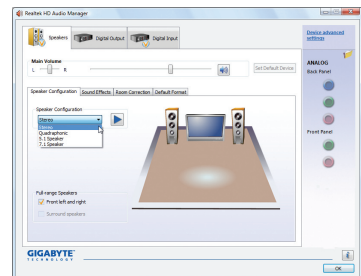 Realtek HD Audio Manager
Speakers
Digital Output
Digital Input
Device advanced
settings
Main Volume
L
R
Set Default Device
ANALOG
Back Panel
Speaker Configuration
Sound Effects
Room Correction
Default Format
Speaker Configuration
Stereo
Stereo
Quadraphonic
5.1 Speaker
7.1 Speaker
Front Panel
Full-range Speakers
Front left and right
Surround speakers
GIGABYTE
TECHNOLOGY
i
OK